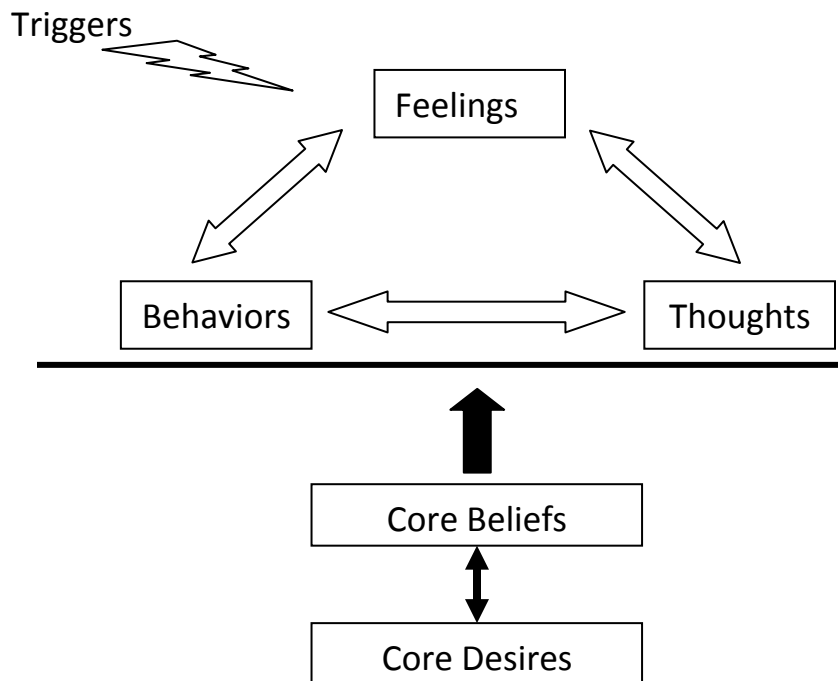 Triggers
Feelings
Behaviors
Thoughts
Core Beliefs
Core Desires